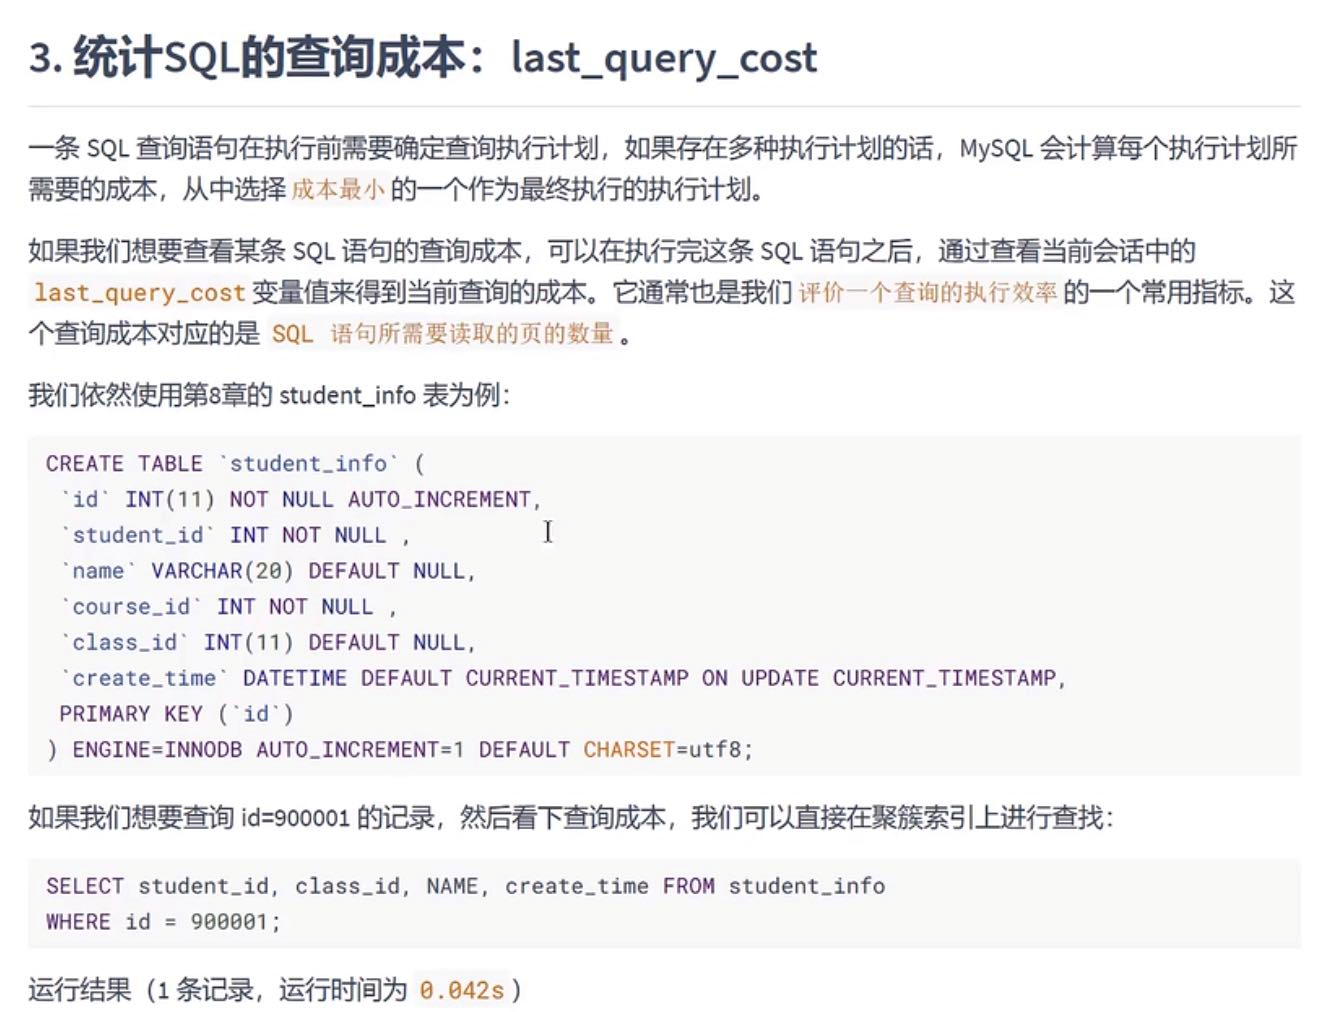 3. 统计SQL的查询成本：last_query_cost
一条 SQL 查询语句在执行前需要确定查询执行计划，如果存在多种执行计划的话，MySQL 会计算每个执行计划所
需要的成本，从中选择 成本最小 的一个作为最终执行的执行计划。
如果我们想要查看某条 SQL 语句的查询成本，可以在执行完这条 SQL 语句之后，通过查看当前会话中的
last_query_cost 变量值来得到当前查询的成本。它通常也是我们 评价一个查询的执行效率 的一个常用指标。这
个查询成本对应的是 SQL 语句所需要读取的页的数量 。
我们依然使用第8章的 student_info 表为例：
CREATE TABLE `student_info` (
`id` INT(11) NOT NULL AUTO_INCREMENT,
`student_id` INT NOT NULL ,
`name` VARCHAR(20) DEFAULT NULL,
`course_id` INT NOT NULL ,
`class_id` INT(11) DEFAULT NULL,
`create_time` DATETIME DEFAULT CURRENT_TIMESTAMP ON UPDATE CURRENT_TIMESTAMP,
PRIMARY KEY (`id`)
) ENGINE=INNODB AUTO_INCREMENT=1 DEFAULT CHARSET=utf8;
如果我们想要查询 id=900001 的记录，然后看下查询成本，我们可以直接在聚簇索引上进行查找：
SELECT student_id, class_id, NAME, create_time FROM student_info
WHERE id = 900001;
运行结果（1 条记录，运行时间为 0.042s ）